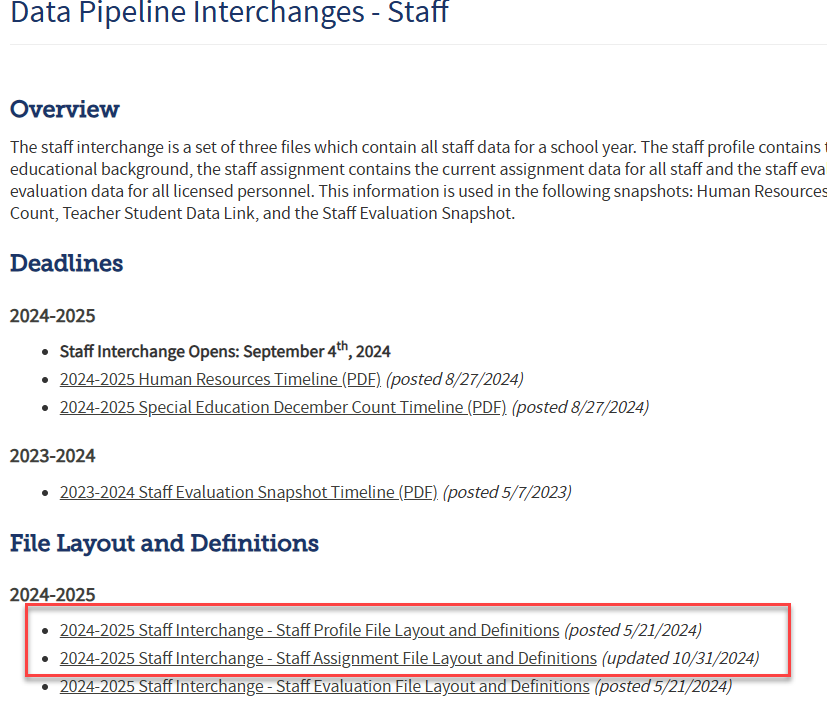 Data Pipeline Interchanges - Staff
Overview
The staff interchange is a set of three files which contain all staff data for a school year. The staff profile contains
educational background, the staff assignment contains the current assignment data for all staff and the staff eva
evaluation data for all licensed personnel. This information is used in the following snapshots: Human Resources
Count, Teacher Student Data Link, and the Staff Evaluation Snapshot.
Deadlines
2024-2025
• Staff Interchange Opens: September 4th, 2024
• 2024-2025 Human Resources Timeline (PDF) (posted 8/27/2024)
• 2024-2025 Special Education December Count Timeline (PDF) (posted 8/27/2024)
2023-2024
• 2023-2024 Staff Evaluation Snapshot Timeline (PDF) (posted 5/7/2023)
File Layout and Definitions
2024-2025
• 2024-2025 Staff Interchange - Staff Profile File Layout and Definitions (posted 5/21/2024)
• 2024-2025 Staff Interchange - Staff Assignment File Layout and Definitions (updated 10/31/2024)
• 2024-2025 Staff Interchange - Staff Evaluation File Layout and Definitions (posted 5/21/2024)